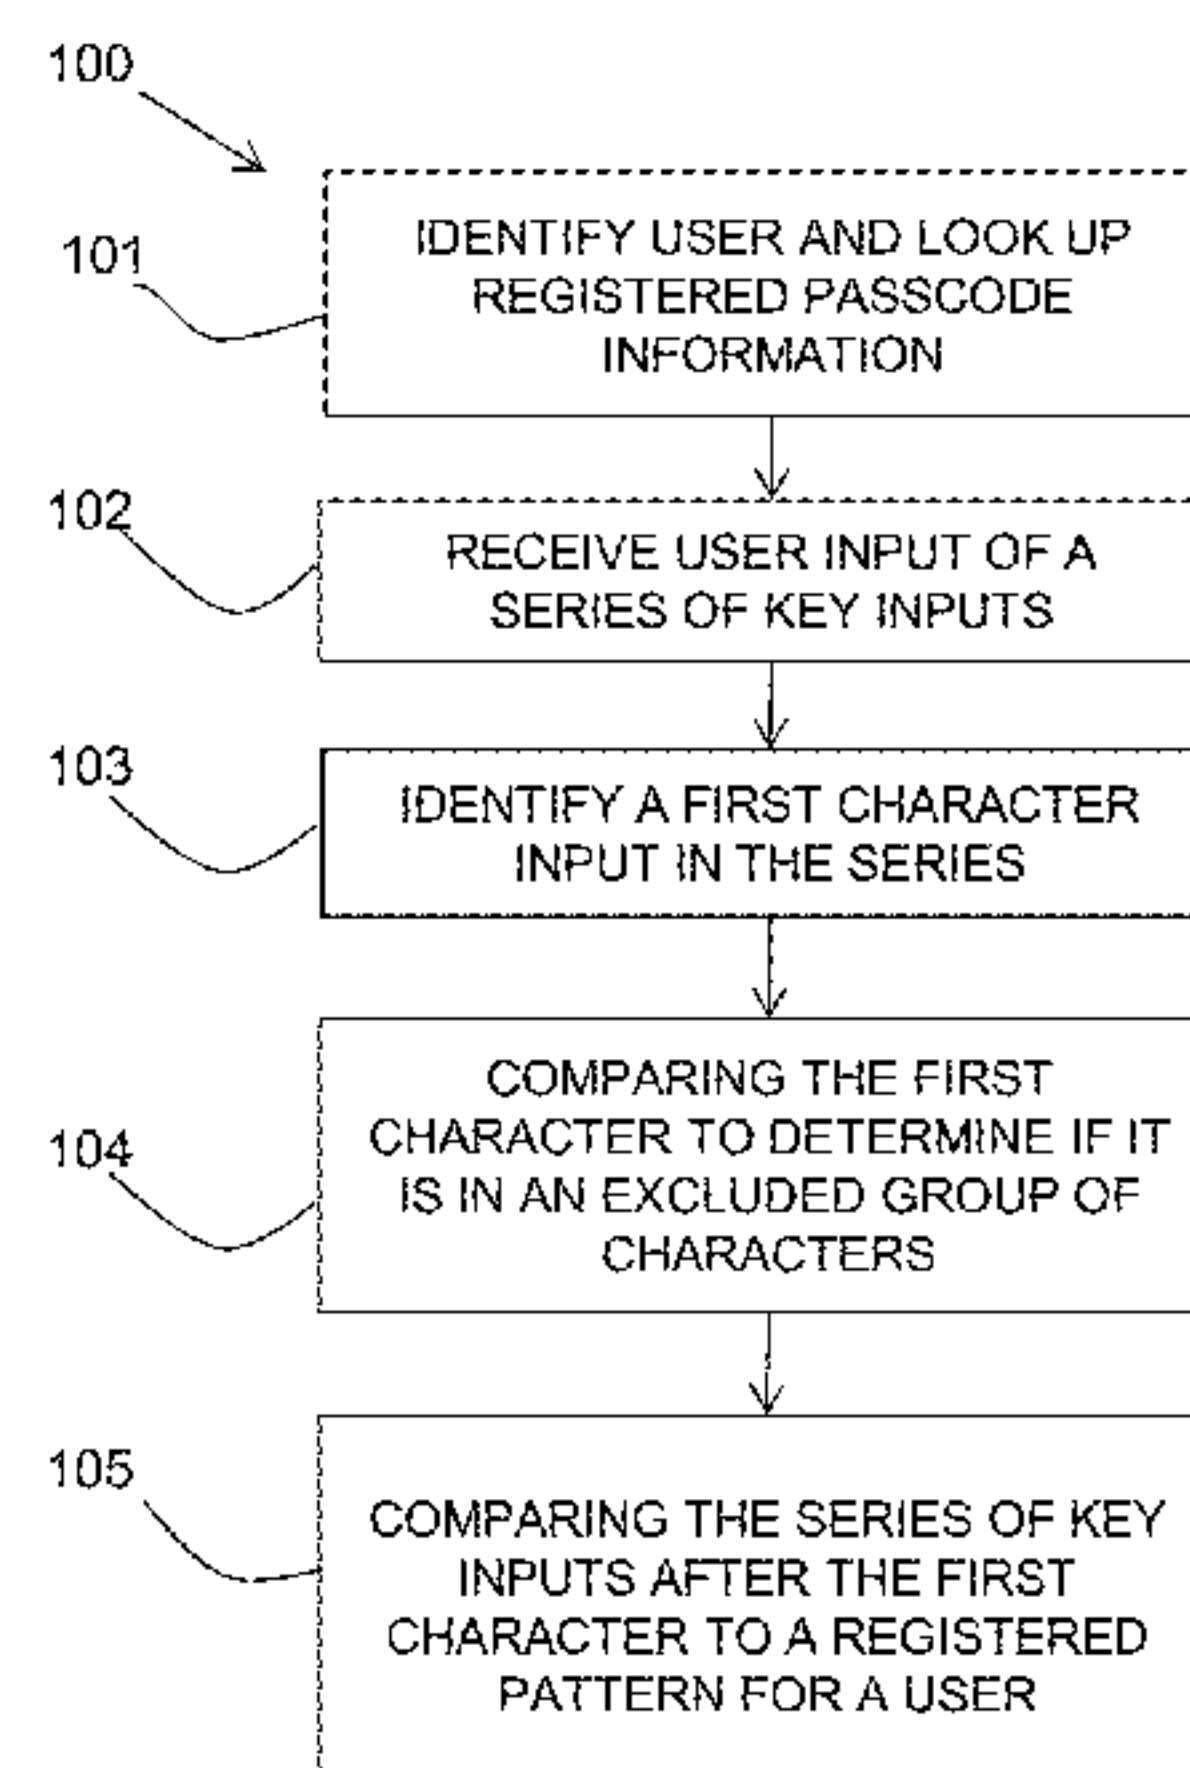 100
101
IDENTIFY USER AND LOOK UP
REGISTERED PASSCODE
INFORMATION
102
RECEIVE USER INPUT OF A
SERIES OF KEY INPUTS
103
IDENTIFY A FIRST CHARACTER
INPUT IN THE SERIES
104
COMPARING THE FIRST
CHARACTER TO DETERMINE IF IT
IS IN AN EXCLUDED GROUP OF
CHARACTERS
105
COMPARING THE SERIES OF KEY
INPUTS AFTER THE FIRST
CHARACTER TO A REGISTERED
PATTERN FOR A USER